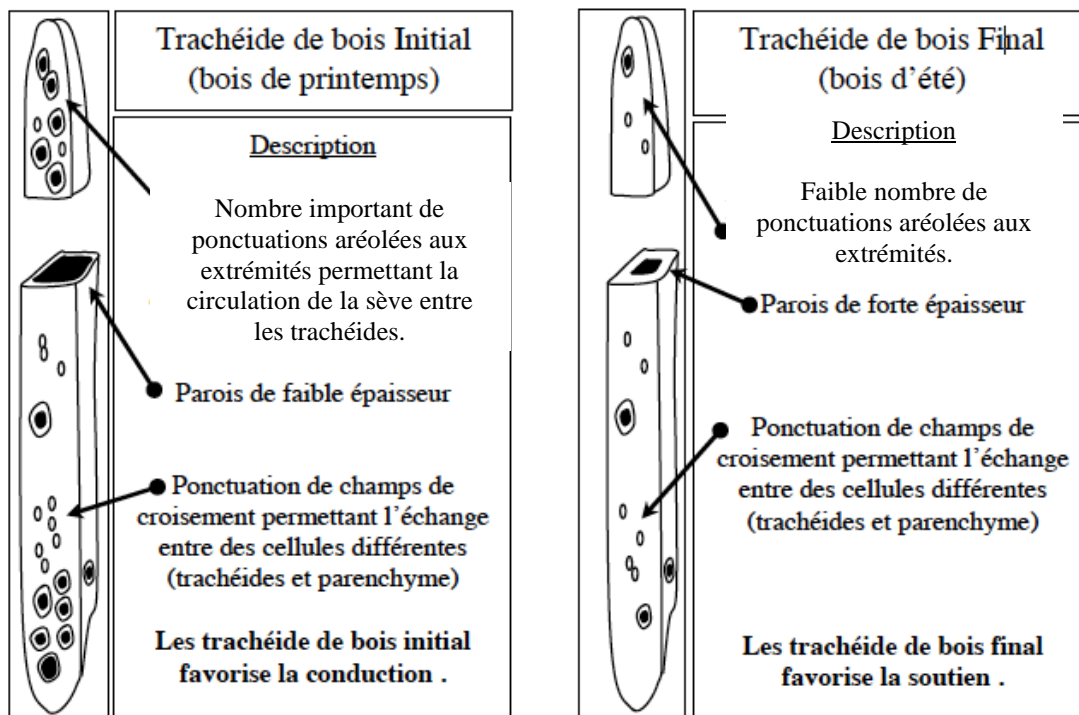 Trachéide de bois Initial
(bois de printemps)
Description
Nombre important de
ponctuations aréolées aux
extrémités permettant la
circulation de la sève entre
les trachéides.
Parois de faible épaisseur
Ponctuation de champs de
croisement permettant l'échange
entre des cellules différentes
(trachéides et parenchyme)
Les trachéide de bois initial
favorise la conduction .
Trachéide de bois Final
(bois d'été)
Description
Faible nombre de
ponctuations aréolées aux
extrémités.
Parois de forte épaisseur
Ponctuation de champs de
croisement permettant l'échange
entre des cellules différentes
(trachéides et parenchyme)
Les trachéide de bois final
favorise la soutien .